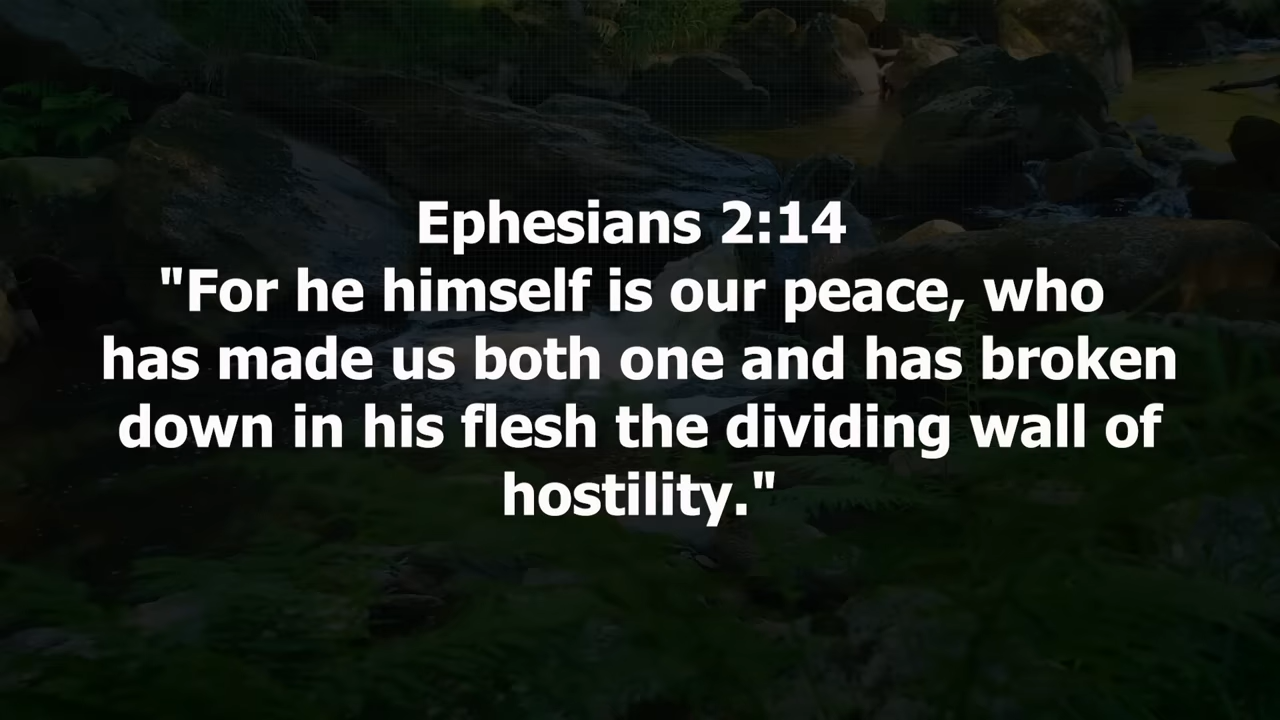 Ephesians 2:14
"For he himself is our peace, who
has made us both one and has broken
down in his flesh the dividing wall of
hostility."